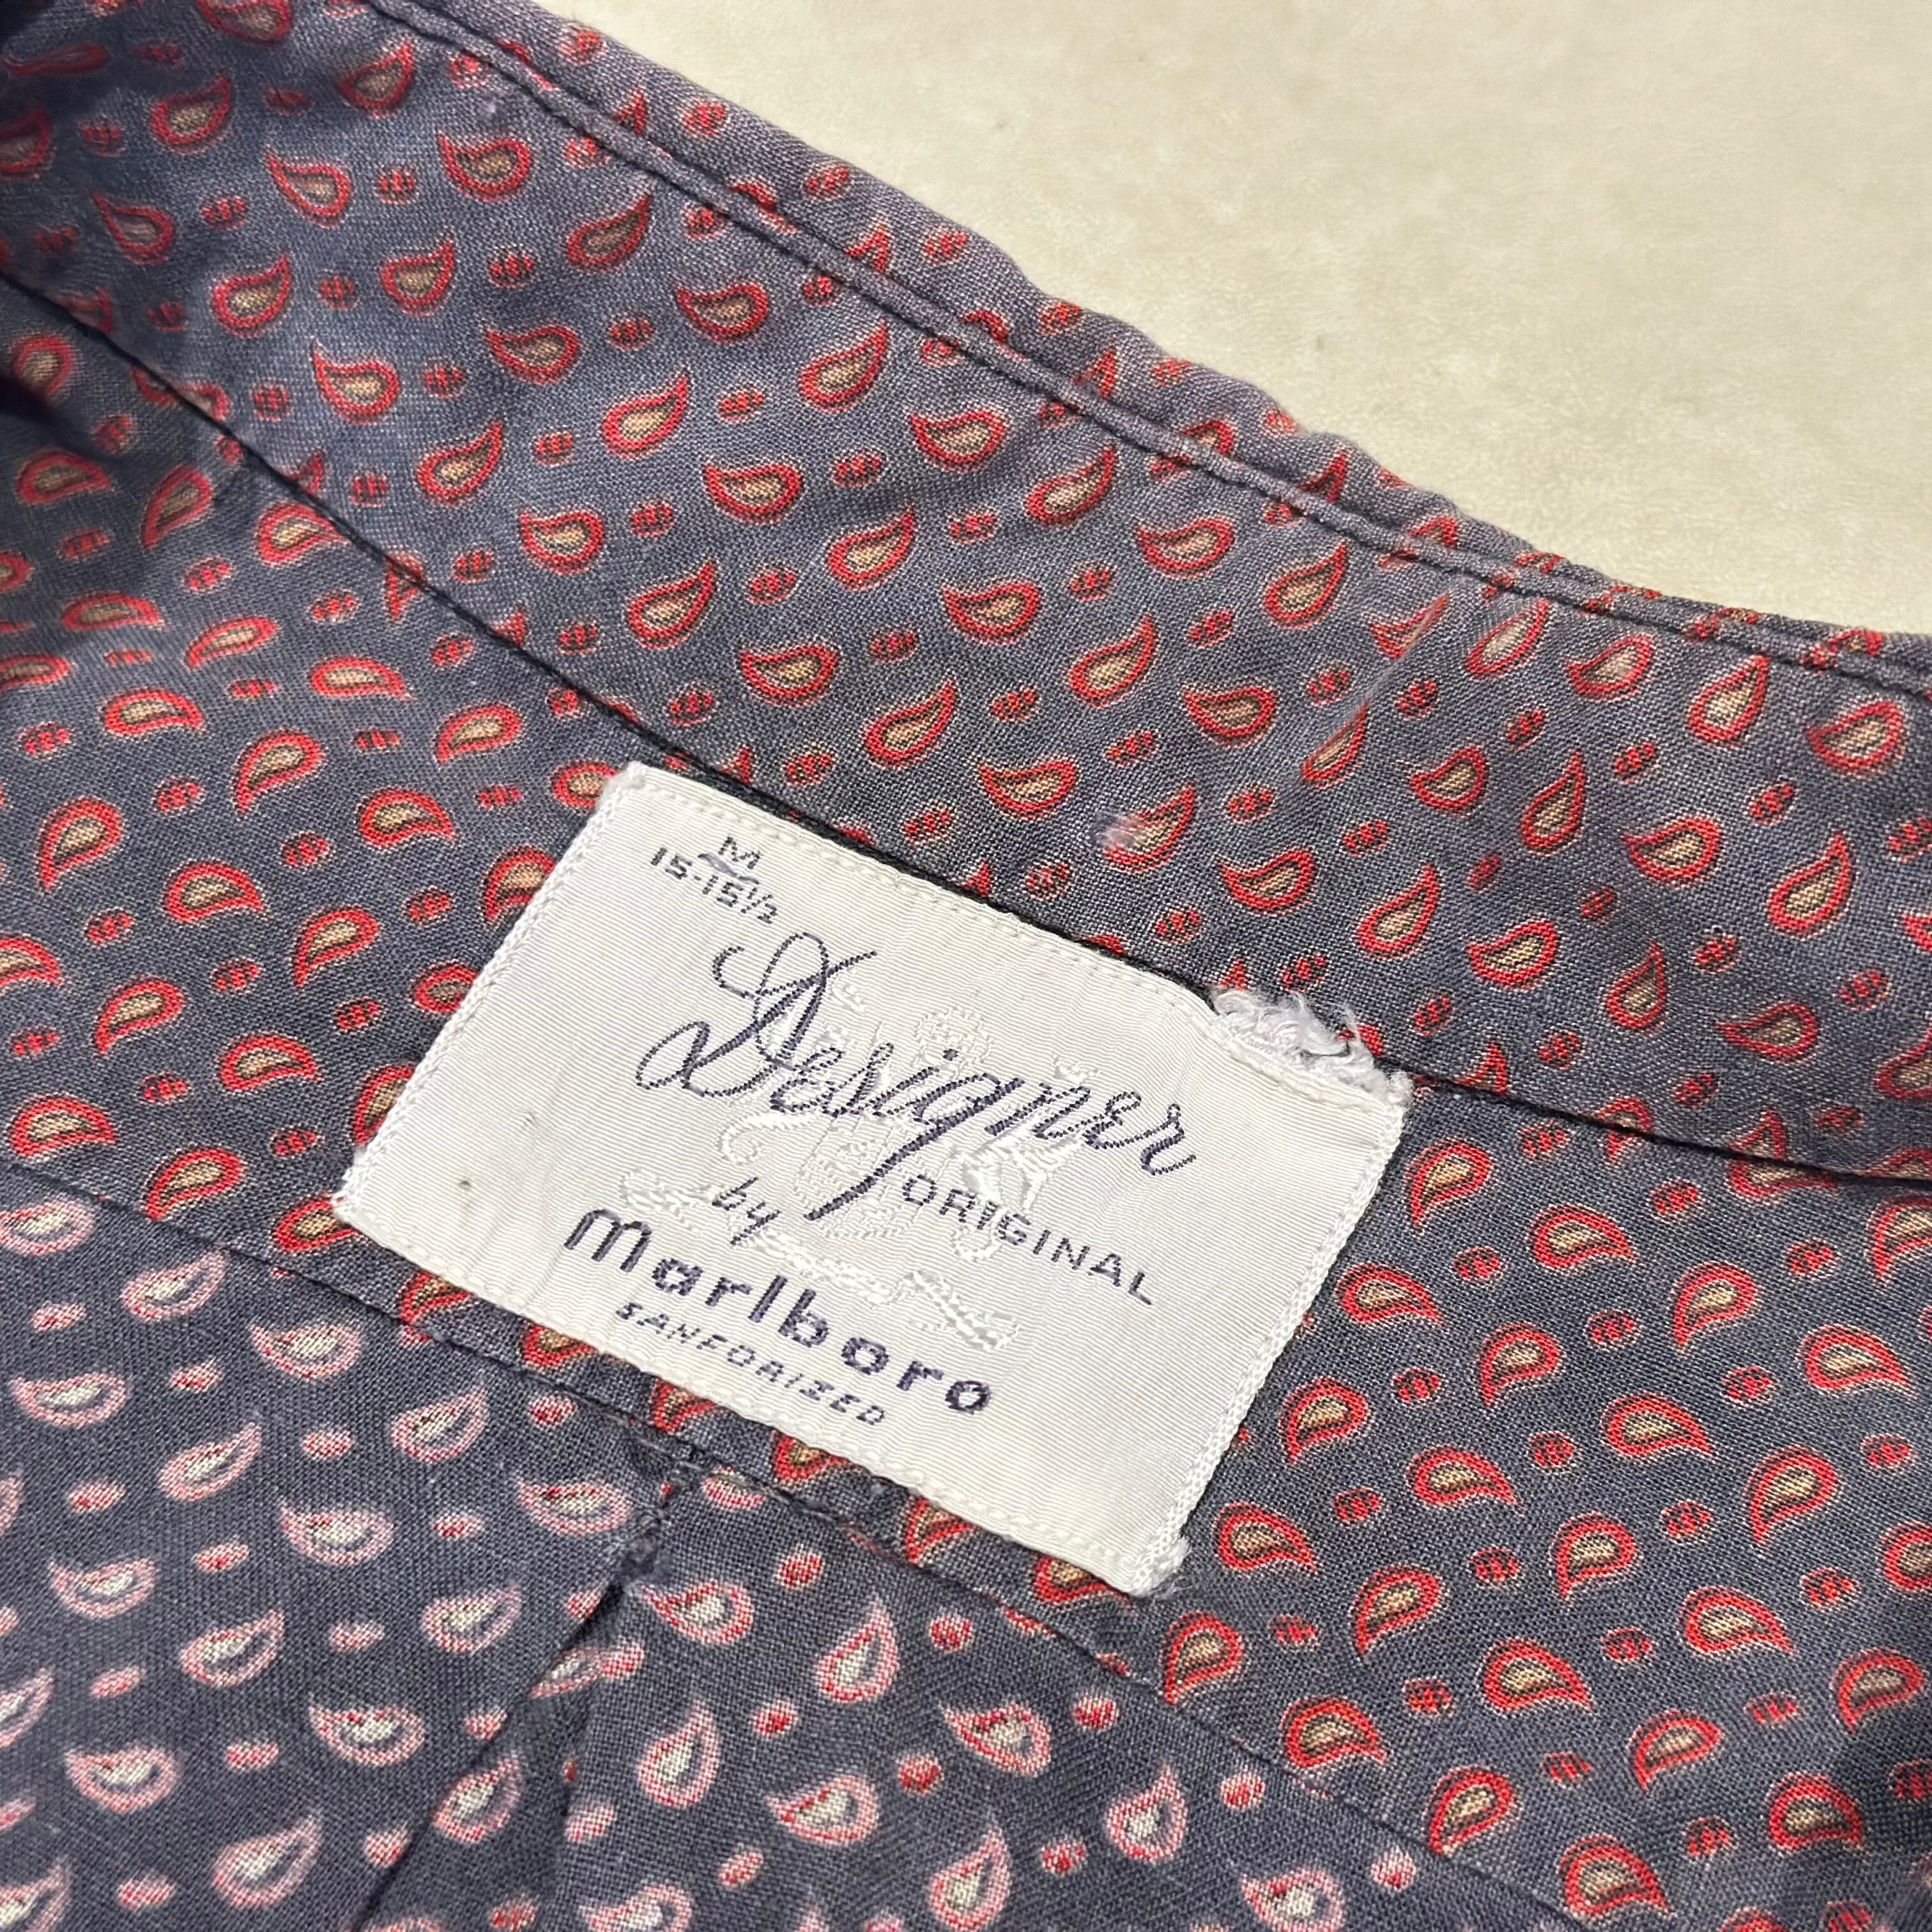 M
15-15½
Designer
ORIGINAL
by
Marlboro
SANFORIZED